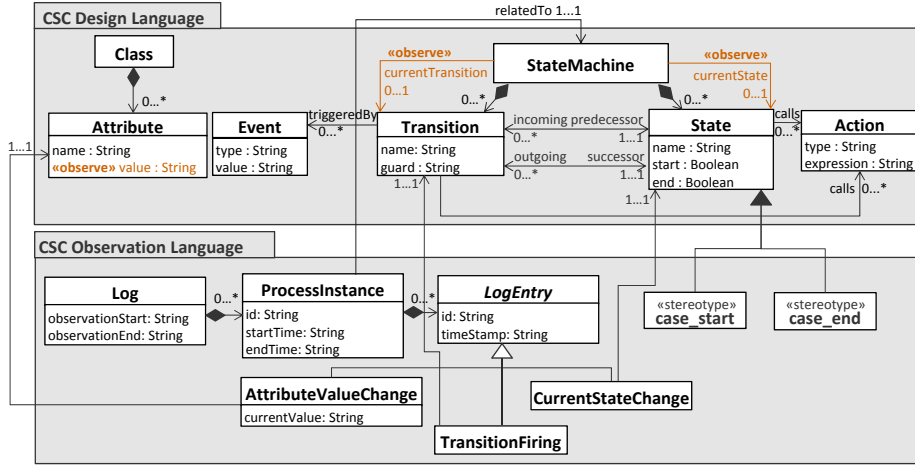 CSC Design Language
relatedTo 1...1
Class
0...*
StateMachine
«observe»
currentTransition
0...1
«observe»
currentState
0...1
0...*
0...*
Attribute
name : String
«observe» value : String
1...1
Event
type : String
value : String
triggeredBy
0...*
Transition
name: String
guard : String
1...1
incoming predecessor
0...*
1...1
outgoing
successor
0...*
1...1
State
name : String
start : Boolean
end : Boolean
1...1
calls
0...*
Action
type : String
expression : String
calls
0...*
CSC Observation Language
Log
observationStart: String
observationEnd: String
0...*
ProcessInstance
id: String
startTime: String
endTime: String
0...*
LogEntry
id: String
timeStamp: String
«stereotype»
case_start
«stereotype»
case_end
AttributeValueChange
currentValue: String
CurrentStateChange
TransitionFiring